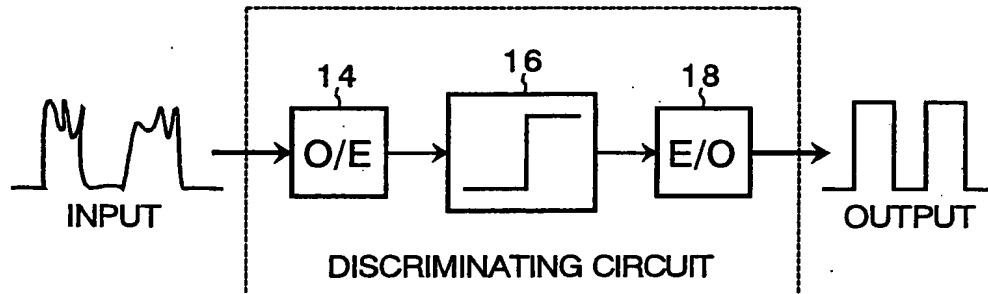 14
16
18
O/E
E/O
INPUT
OUTPUT
DISCRIMINATING CIRCUIT